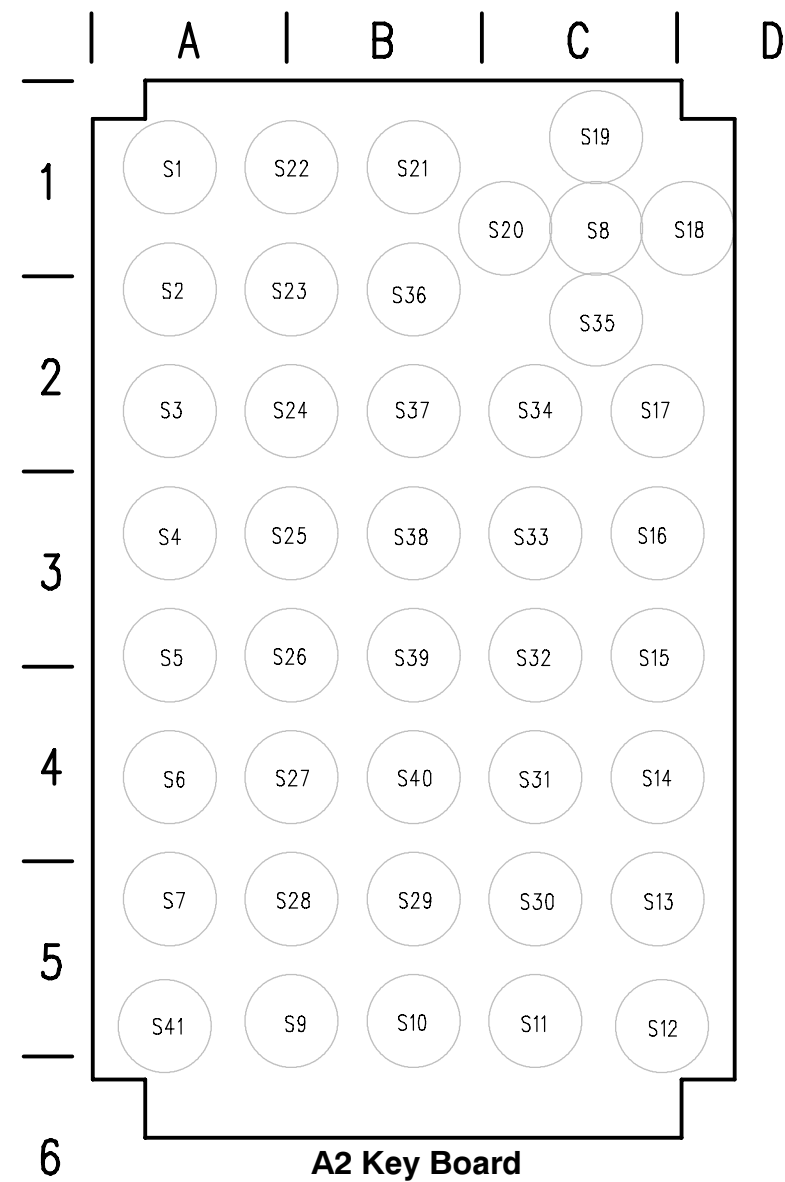 A B C D
S19
1 S1 S22 S21
S20 S8 S18
S2 S23 S36
S35
2
S3 S24 S37 S34 S17
S4 S25 S38 S33 S16
3
S5 S26 S39 S32 S15
4
S6 S27 S40 S31 S14
S7 S28 S29 S30 S13
5
S41 S9 S10 S11 S12
6
A2 Key Board